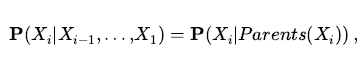 P(X_i|X_{i−1}, . . . ,X_1) = P(X_i|Parents(X_i)) ,